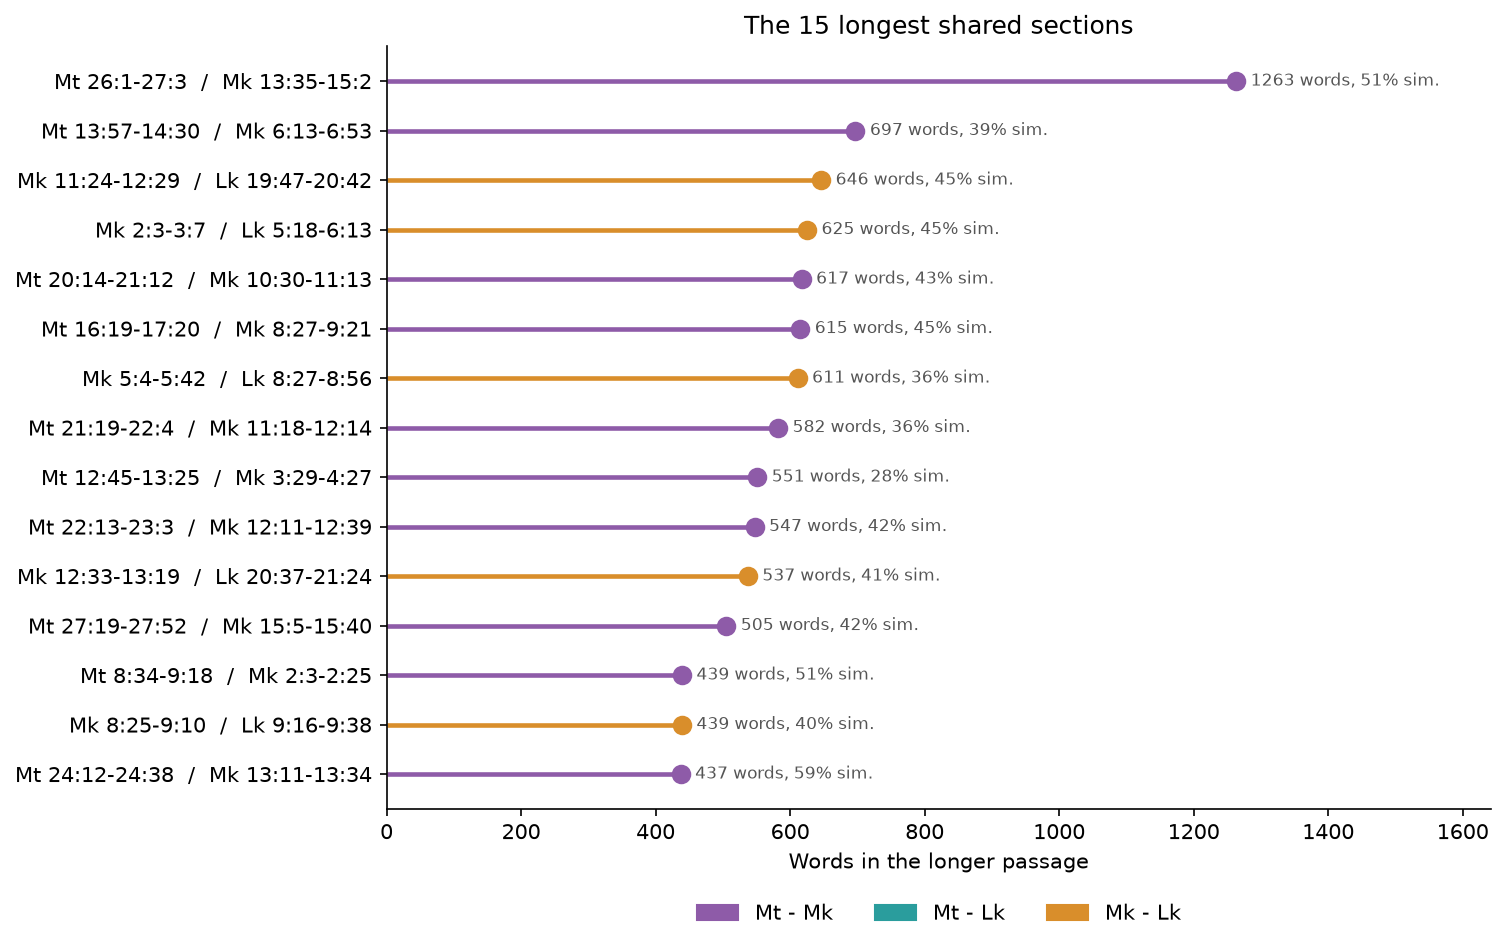 The 15 longest shared sections
Mt 26:1-27:3 / Mk 13:35-15:2 1263 words, 51% sim.
Mt 13:57-14:30 / Mk 6:13-6:53 697 words, 39% sim.
Mk 11:24-12:29 / Lk 19:47-20:42 646 words, 45% sim.
Mk 2:3-3:7 / Lk 5:18-6:13 625 words, 45% sim.
Mt 20:14-21:12 / Mk 10:30-11:13 617 words, 43% sim.
Mt 16:19-17:20 / Mk 8:27-9:21 615 words, 45% sim.
Mk 5:4-5:42 / Lk 8:27-8:56 611 words, 36% sim.
Mt 21:19-22:4 / Mk 11:18-12:14 582 words, 36% sim.
Mt 12:45-13:25 / Mk 3:29-4:27 551 words, 28% sim.
Mt 22:13-23:3 / Mk 12:11-12:39 547 words, 42% sim.
Mk 12:33-13:19 / Lk 20:37-21:24 537 words, 41% sim.
Mt 27:19-27:52 / Mk 15:5-15:40 505 words, 42% sim.
Mt 8:34-9:18 / Mk 2:3-2:25 439 words, 51% sim.
Mk 8:25-9:10 / Lk 9:16-9:38 439 words, 40% sim.
Mt 24:12-24:38 / Mk 13:11-13:34 437 words, 59% sim.
0 200 400 600 800 1000 1200 1400 1600
Words in the longer passage
Mt - Mk Mt - Lk Mk - Lk